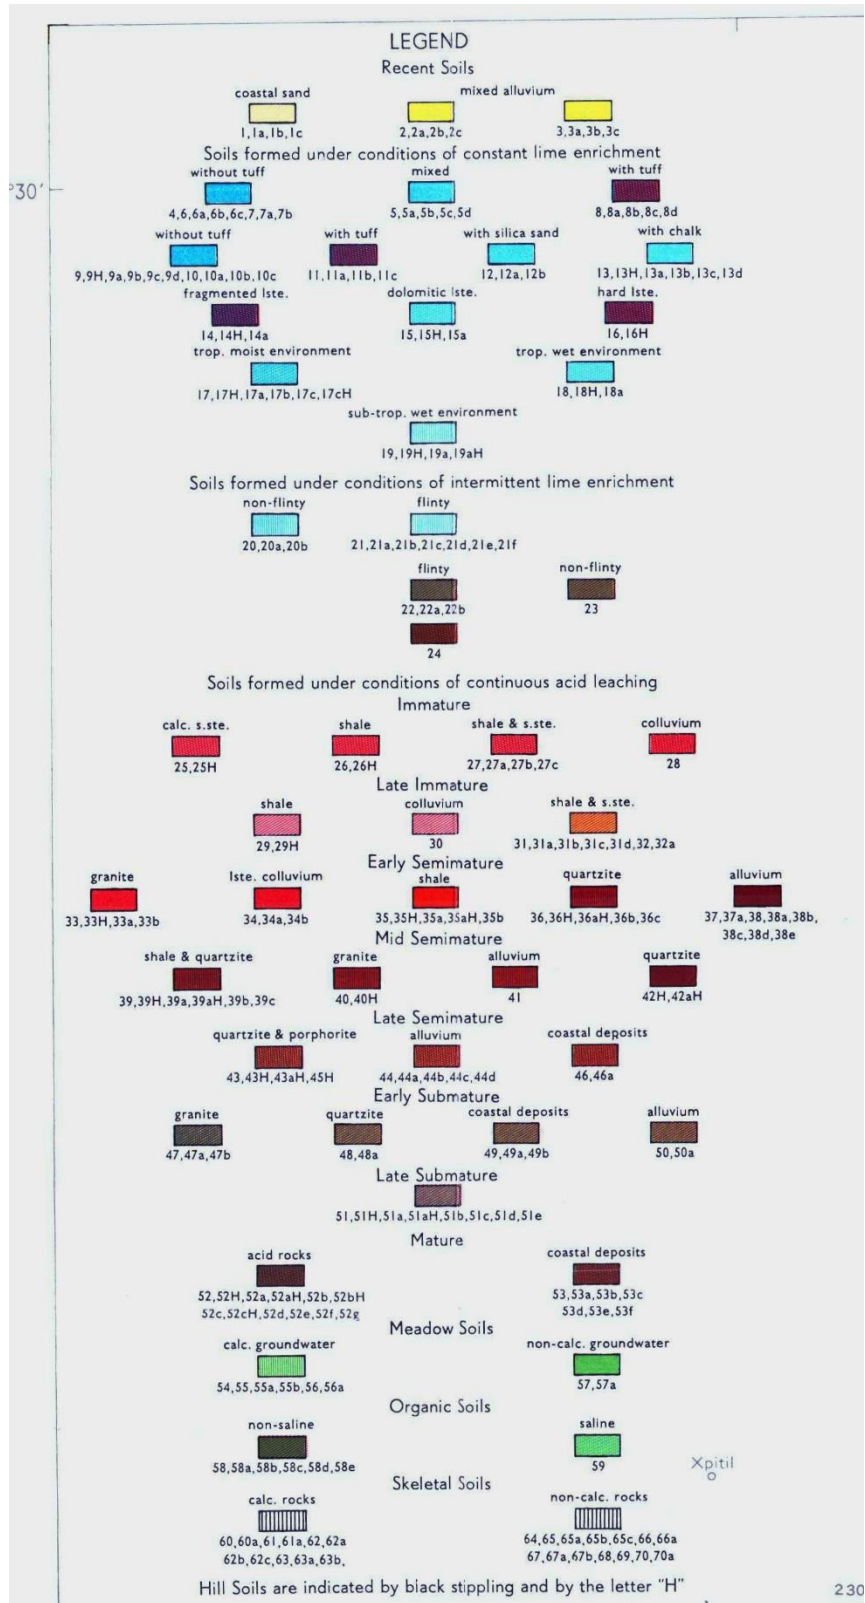 LEGEND
Recent Soils
coastal sand mixed alluvium
1,1a,1b,1c 2,2a,2b,2c 3,3a,3b,3c
Soils formed under conditions of constant lime enrichment
°30'
without tuff mixed with tuff
4,6,6a,6b,6c,7,7a,7b 5,5a,5b,5c,5d 8,8a,8b,8c,8d
without tuff with tuff with silica sand with chalk
9,9H,9a,9b,9c,9d,10,10a,10b,10c 11,11a,11b,11c 12,12a,12b 13,13H,13a,13b,13c,13d
fragmented lste. dolomitic lste. hard lste.
14,14H,14a 15,15H,15a 16,16H
trop. moist environment trop. wet environment
17,17H,17a,17b,17c,17cH 18,18H,18a
sub-trop. wet environment
19,19H,19a,19aH
Soils formed under conditions of intermittent lime enrichment
non-flinty flinty
20,20a,20b 21,21a,21b,21c,21d,21e,21f
flinty non-flinty
22,22a,22b 23
24
Soils formed under conditions of continuous acid leaching
Immature
calc. s.ste. shale shale & s.ste. colluvium
25,25H 26,26H 27,27a,27b,27c 28
Late Immature
shale colluvium shale & s.ste.
29,29H 30 31,31a,31b,31c,31d,32,32a
Early Semimature
granite lste. colluvium shale quartzite alluvium
33,33H,33a,33b 34,34a,34b 35,35H,35a,35aH,35b 36,36H,36aH,36b,36c 37,37a,38,38a,38b,
38c,38d,38e
Mid Semimature
shale & quartzite granite alluvium quartzite
39,39H,39a,39aH,39b,39c 40,40H 41 42H,42aH
Late Semimature
quartzite & porphorite alluvium coastal deposits
43,43H,43aH,45H 44,44a,44b,44c,44d 46,46a
Early Submature
granite quartzite coastal deposits alluvium
47,47a,47b 48,48a 49,49a,49b 50,50a
Late Submature
51,51H,51a,51aH,51b,51c,51d,51e
Mature
acid rocks coastal deposits
52,52H,52a,52aH,52b,52bH 53,53a,53b,53c
52c,52cH,52d,52e,52f,52g 53d,53e,53f
Meadow Soils
calc. groundwater non-calc. groundwater
54,55,55a,55b,56,56a 57,57a
Organic Soils
non-saline saline
58,58a,58b,58c,58d,58e 59
Xpitil
Skeletal Soils
calc. rocks non-calc. rocks
60,60a,61,61a,62,62a 64,65,65a,65b,65c,66,66a
62b,62c,63,63a,63b, 67,67a,67b,68,69,70,70a
Hill Soils are indicated by black stippling and by the letter "H" 230